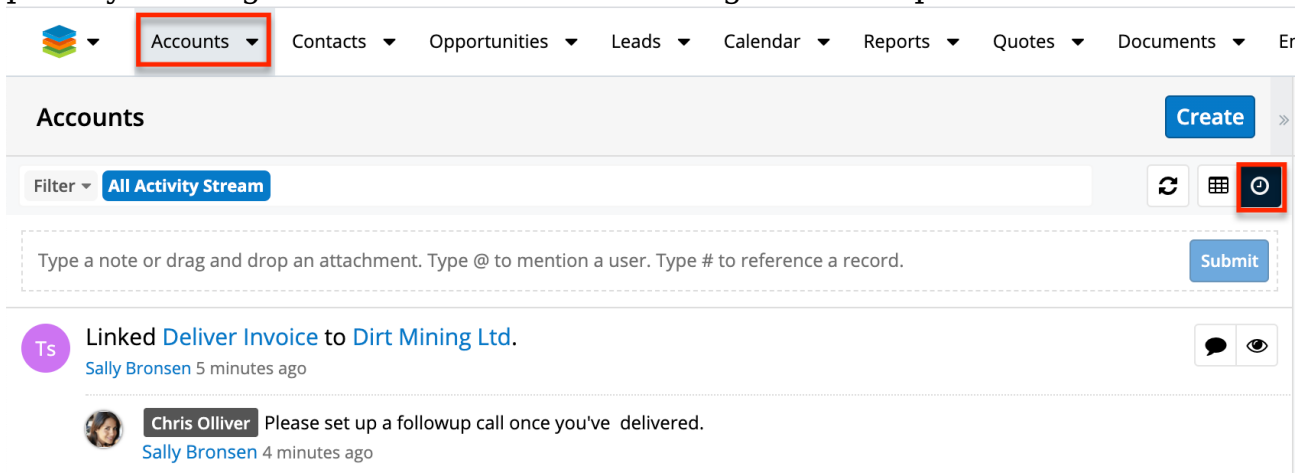 Accounts Contacts Opportunities Leads Calendar Reports Quotes Documents
Accounts
Create
»
Filter All Activity Stream
Type a note or drag and drop an attachment. Type @ to mention a user. Type # to reference a record.
Submit
Ts
Linked Deliver Invoice to Dirt Mining Ltd.
Sally Bronsen 5 minutes ago
Chris Olliver Please set up a followup call once you've delivered.
Sally Bronsen 4 minutes ago